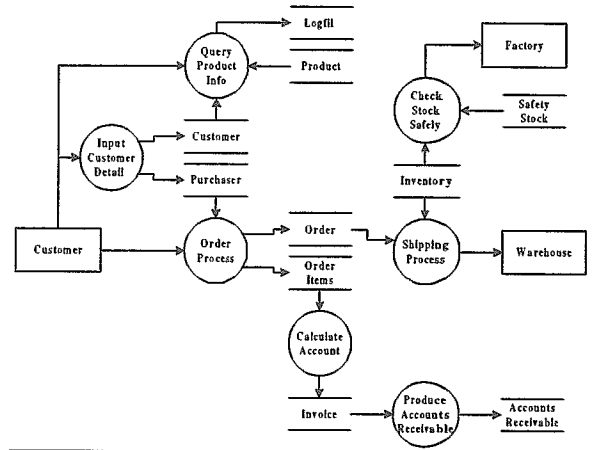 Logfil
Query
Product
Info
Product
Factory
Check
Stock
Safely
Safety
Stock
Input
Customer
Detail
Customer
Purchaser
Inventory
Customer
Order
Process
Order
Order
Items
Shipping
Process
Warehouse
Calculate
Account
Invoice
Produce
Accounts
Receivable
Accounts
Receivable